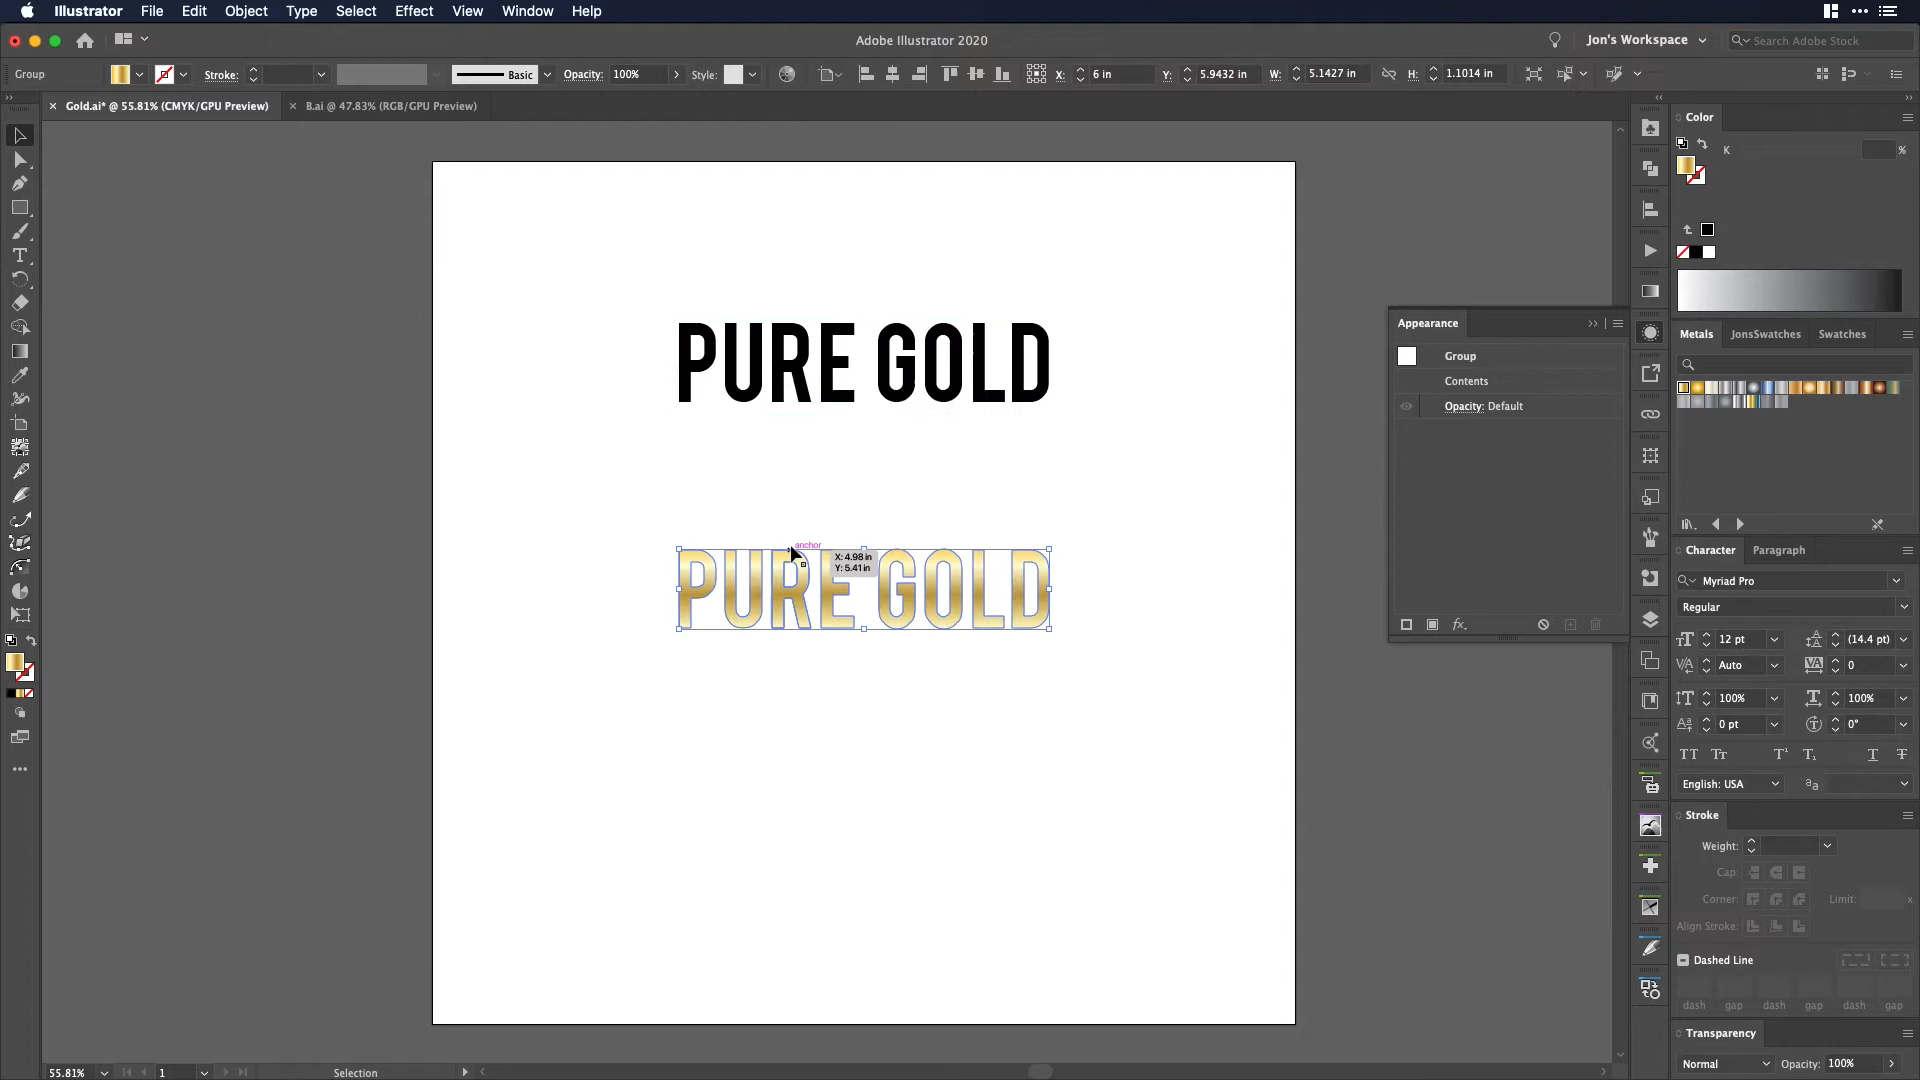 Illustrator File Edit Object Type Select Effect View Window Help
Adobe Illustrator 2020
Jon's Workspace
Search Adobe Stock
Group
Stroke:
Basic
Opacity: 100%
Style:
X: 6 in
Y: 5.9432 in
W: 5.1427 in
H: 1.1014 in
Gold.ai* @ 55.81% (CMYK/GPU Preview)
B.ai @ 47.83% (RGB/GPU Preview)
PURE GOLD
anchor
X: 4.98 in
Y: 5.41 in
PURE GOLD
Appearance
Group
Contents
Opacity: Default
fx
Color
K
%
Metals JonsSwatches Swatches
Character Paragraph
Myriad Pro
Regular
12 pt (14.4 pt)
Auto 0
100% 100%
0 pt 0°
English: USA
Stroke
Weight:
Cap:
Corner: Limit: x
Align Stroke:
Dashed Line
dash gap dash gap dash gap
Transparency
Normal Opacity: 100%
55.81% 1 Selection